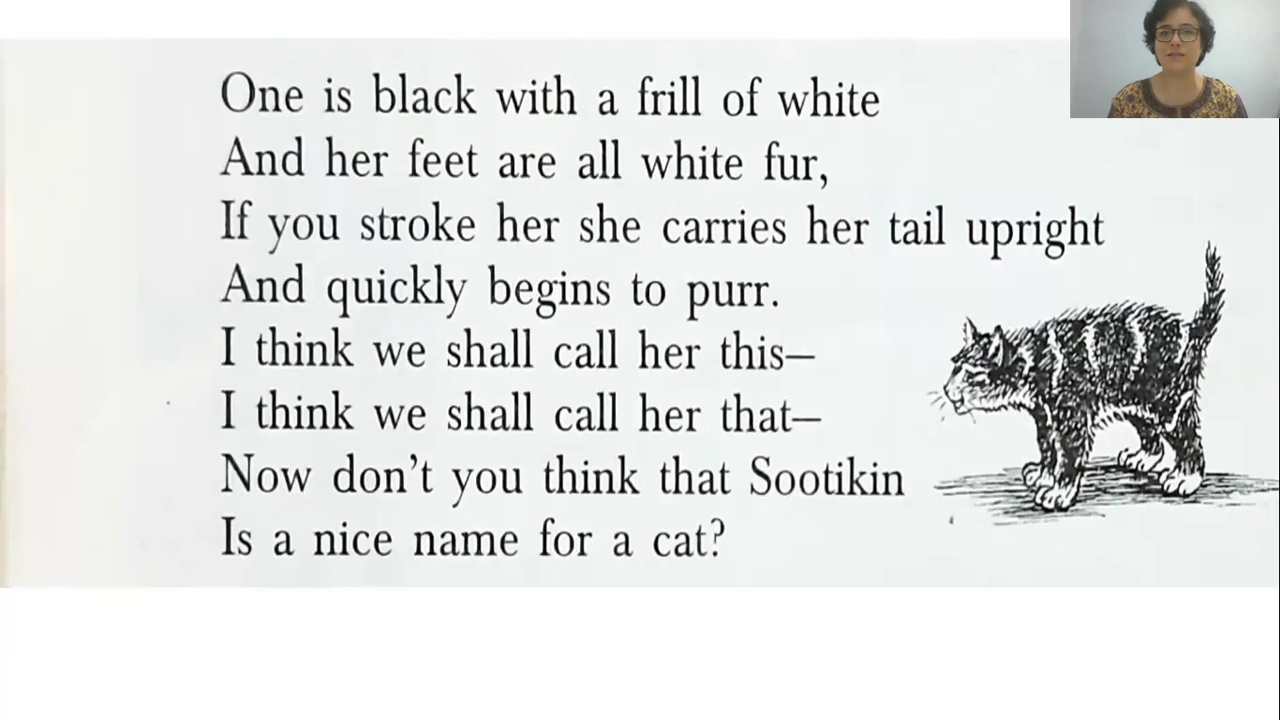 One is black with a frill of white
And her feet are all white fur,
If you stroke her she carries her tail upright
And quickly begins to purr.
I think we shall call her this—
I think we shall call her that—
Now don't you think that Sootikin
Is a nice name for a cat?